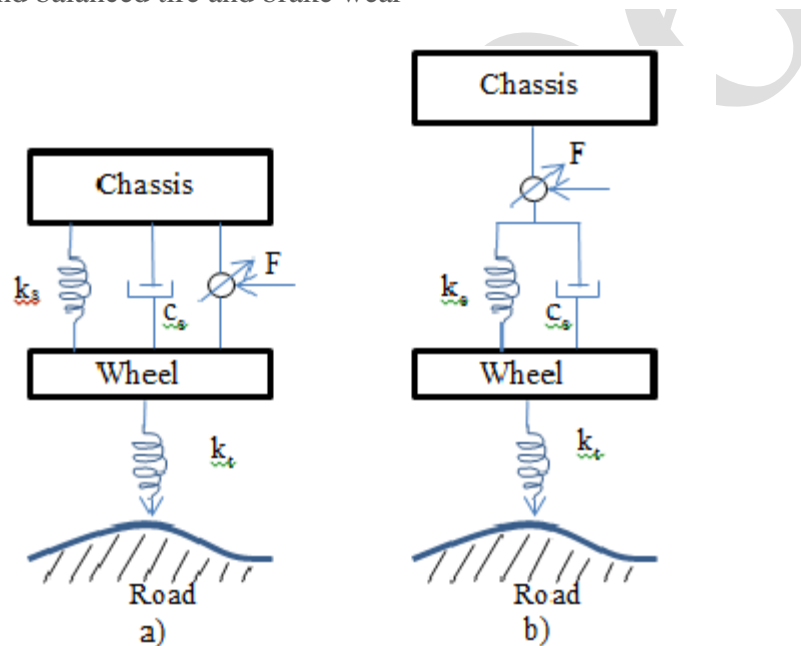 nd balanced tire and brake wear
Chassis
F
kₛ
cₛ
Wheel
kₜ
Road
a)
Chassis
F
kₛ
cₛ
Wheel
kₜ
Road
b)